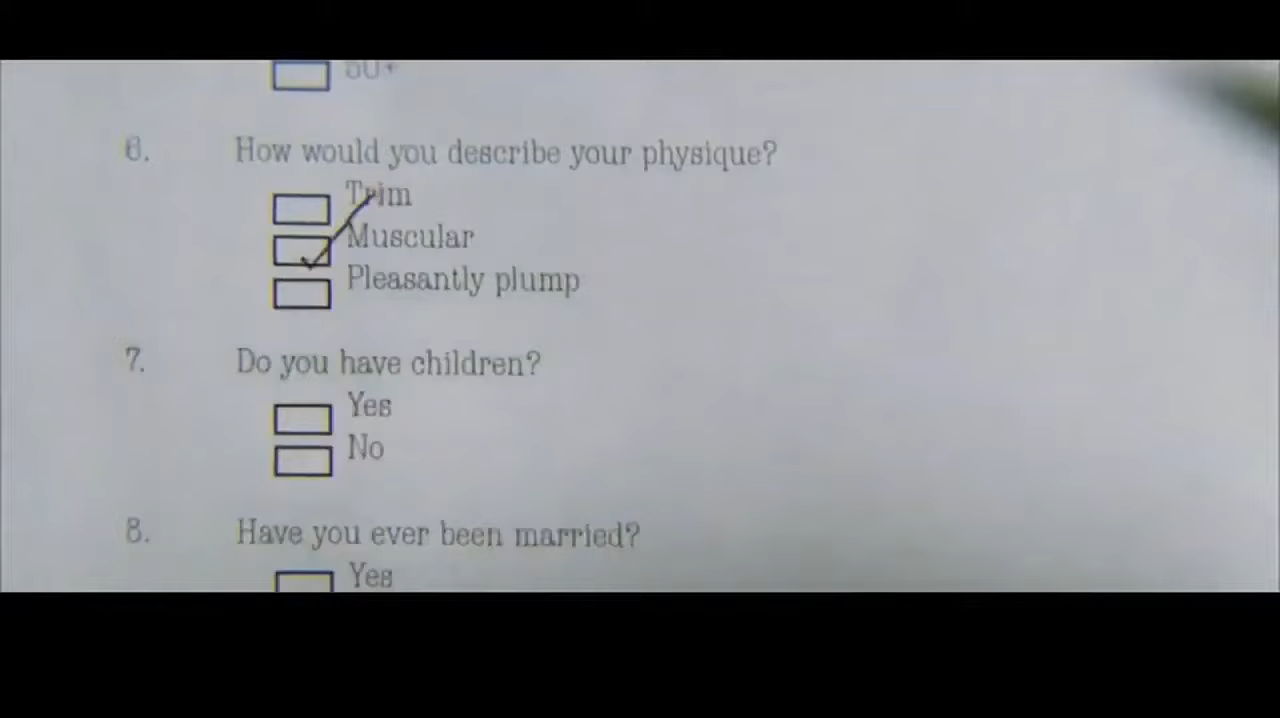 6. How would you describe your physique?
Trim
Muscular
Pleasantly plump
7. Do you have children?
Yes
No
8. Have you ever been married?
Yes